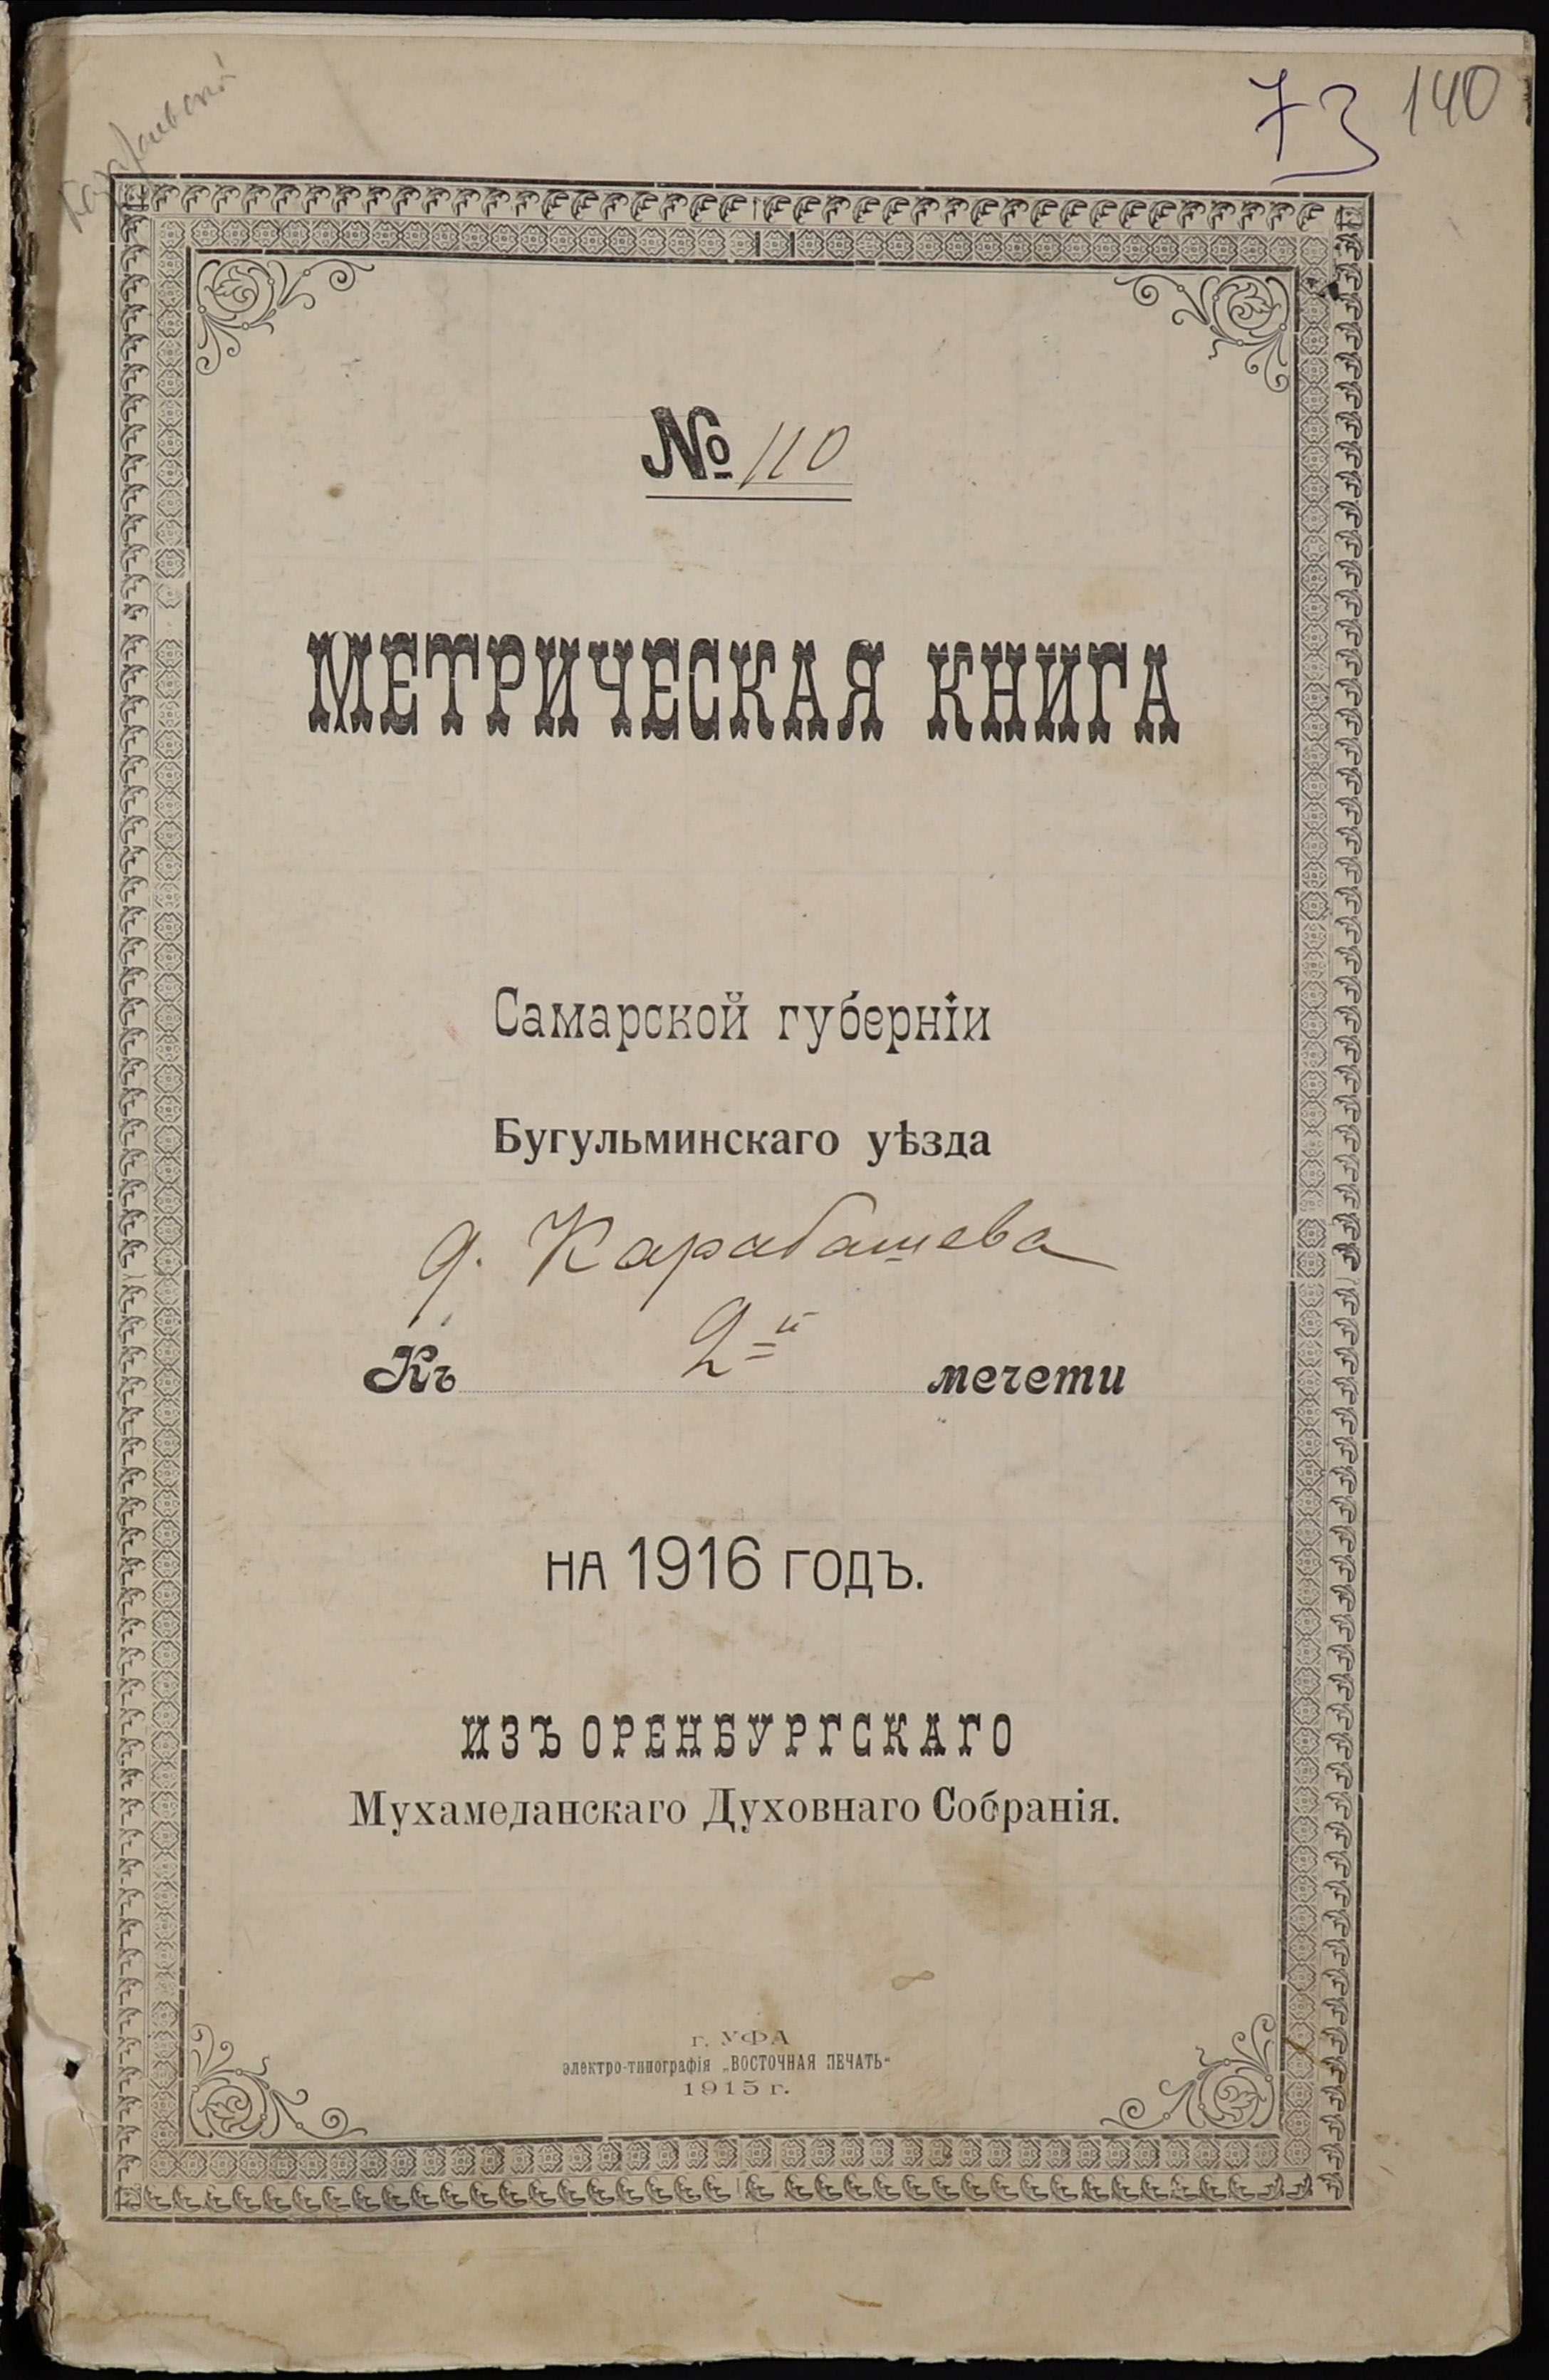 73 140
№ 110
МЕТРИЧЕСКАЯ КНИГА
Самарской губернiи
Бугульминскаго уѣзда
д. Карабашева
Къ 2=й мечети
НА 1916 ГОДЪ.
ИЗЪ ОРЕНБУРГСКАГО
Мухамеданскаго Духовнаго Собранiя.
г. УФА
электро-типографiя „ВОСТОЧНАЯ ПЕЧАТЬ“
1915 г.